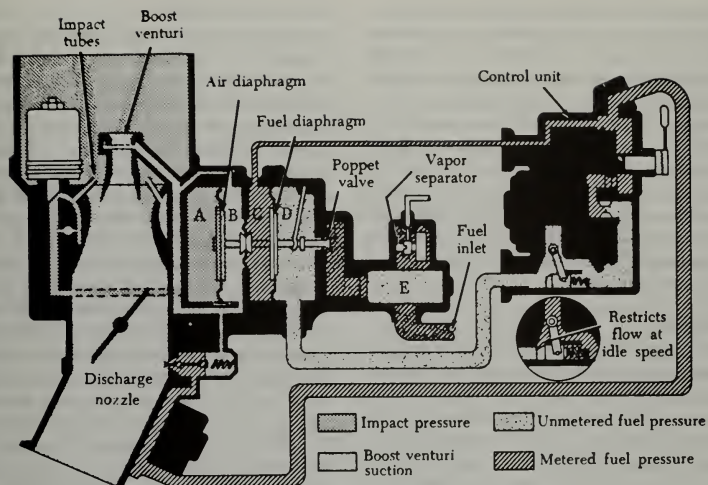 Impact
tubes
Boost
venturi
Air diaphragm
Fuel diaphragm
Poppet
valve
Vapor
separator
Control unit
Fuel
inlet
A
B
C
D
E
Discharge
nozzle
Restricts
flow at
idle speed
Impact pressure
Unmetered fuel pressure
Boost venturi
suction
Metered fuel pressure